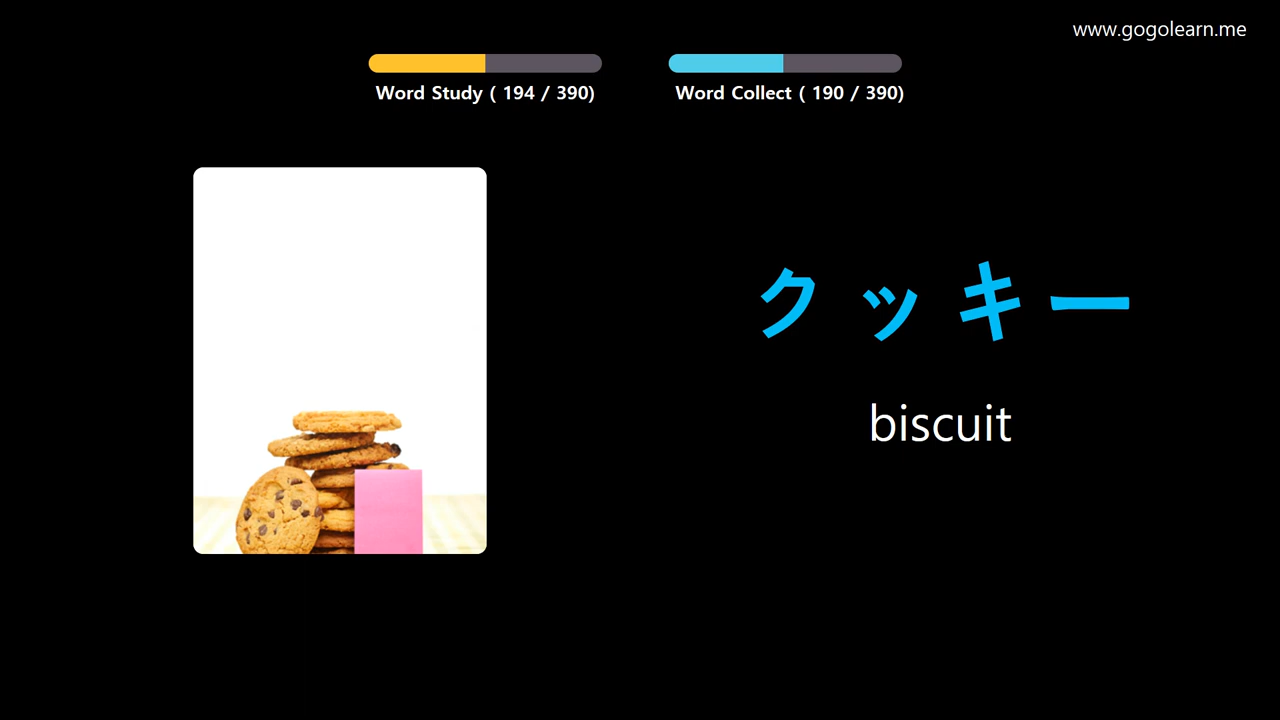 www.gogolearn.me
Word Study ( 194 / 390)
Word Collect ( 190 / 390)
クッキー
biscuit